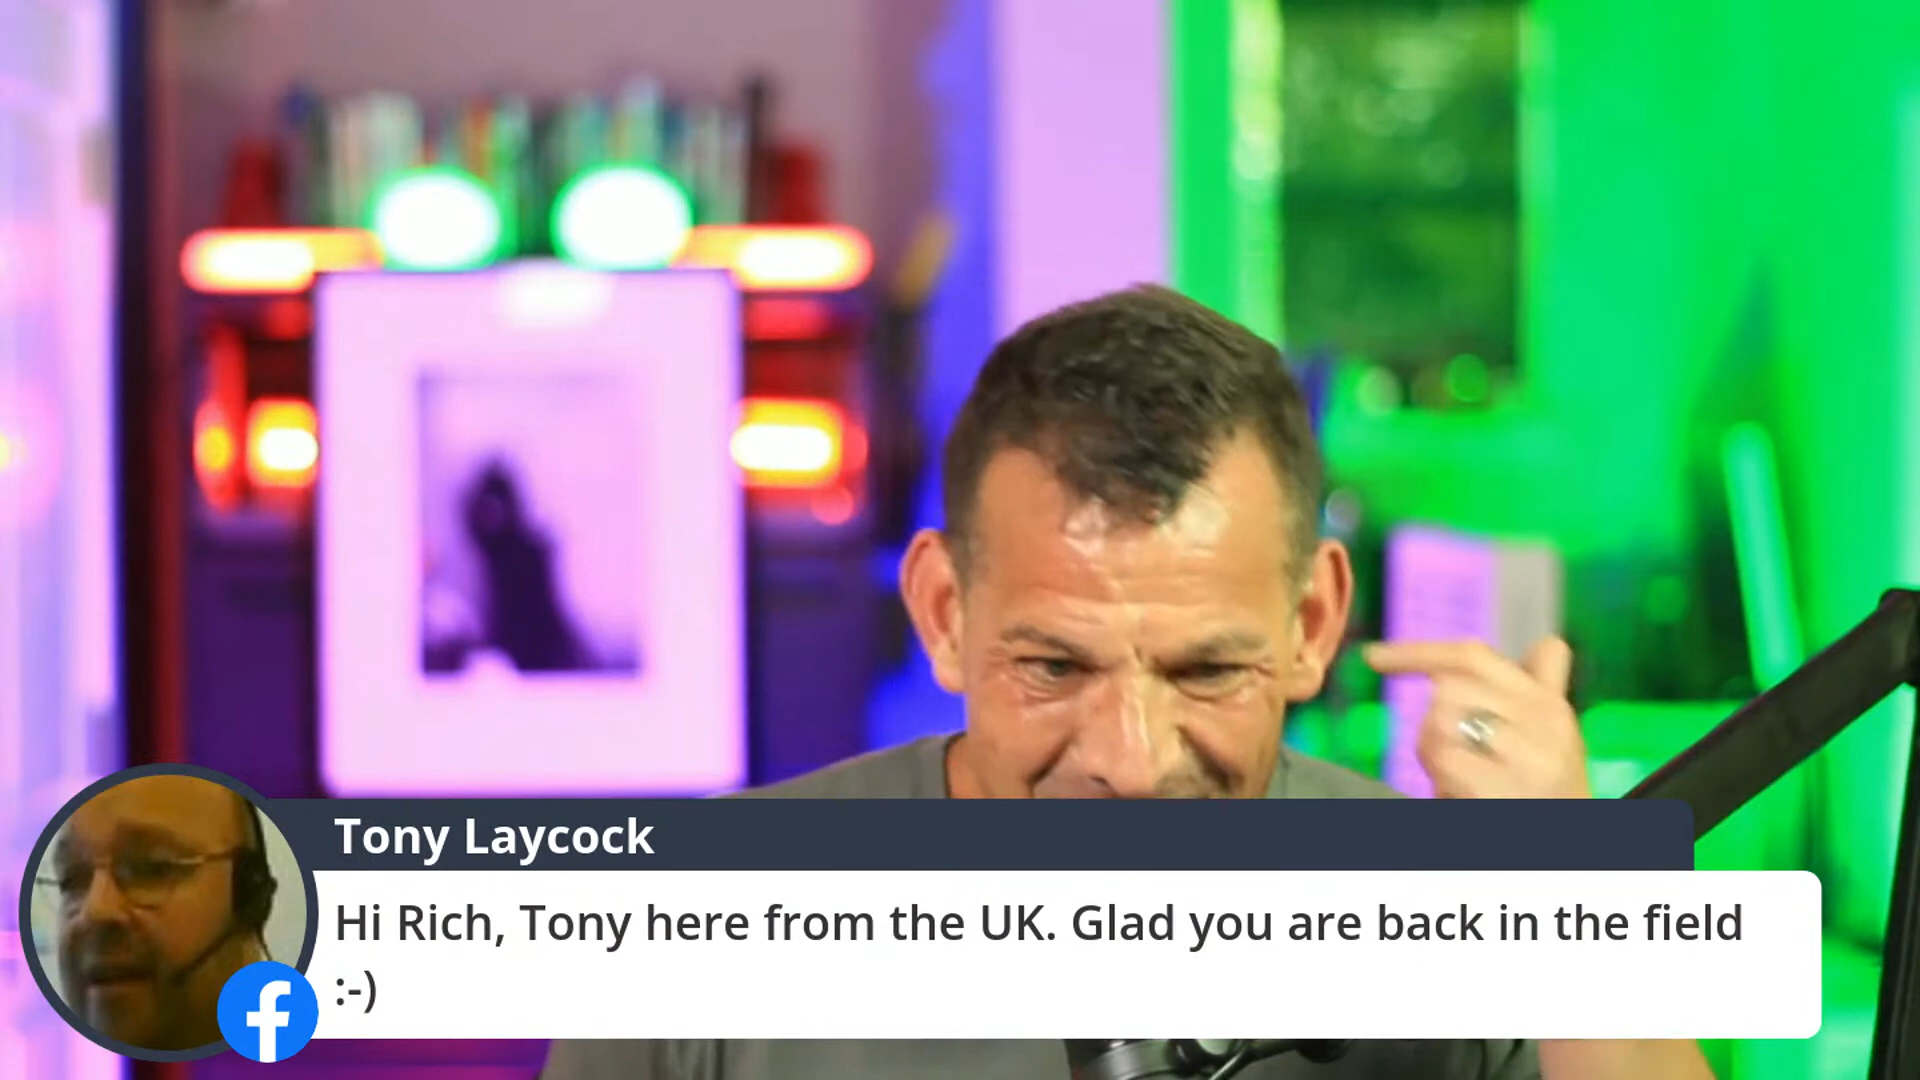 Tony Laycock
Hi Rich, Tony here from the UK. Glad you are back in the field
:-)